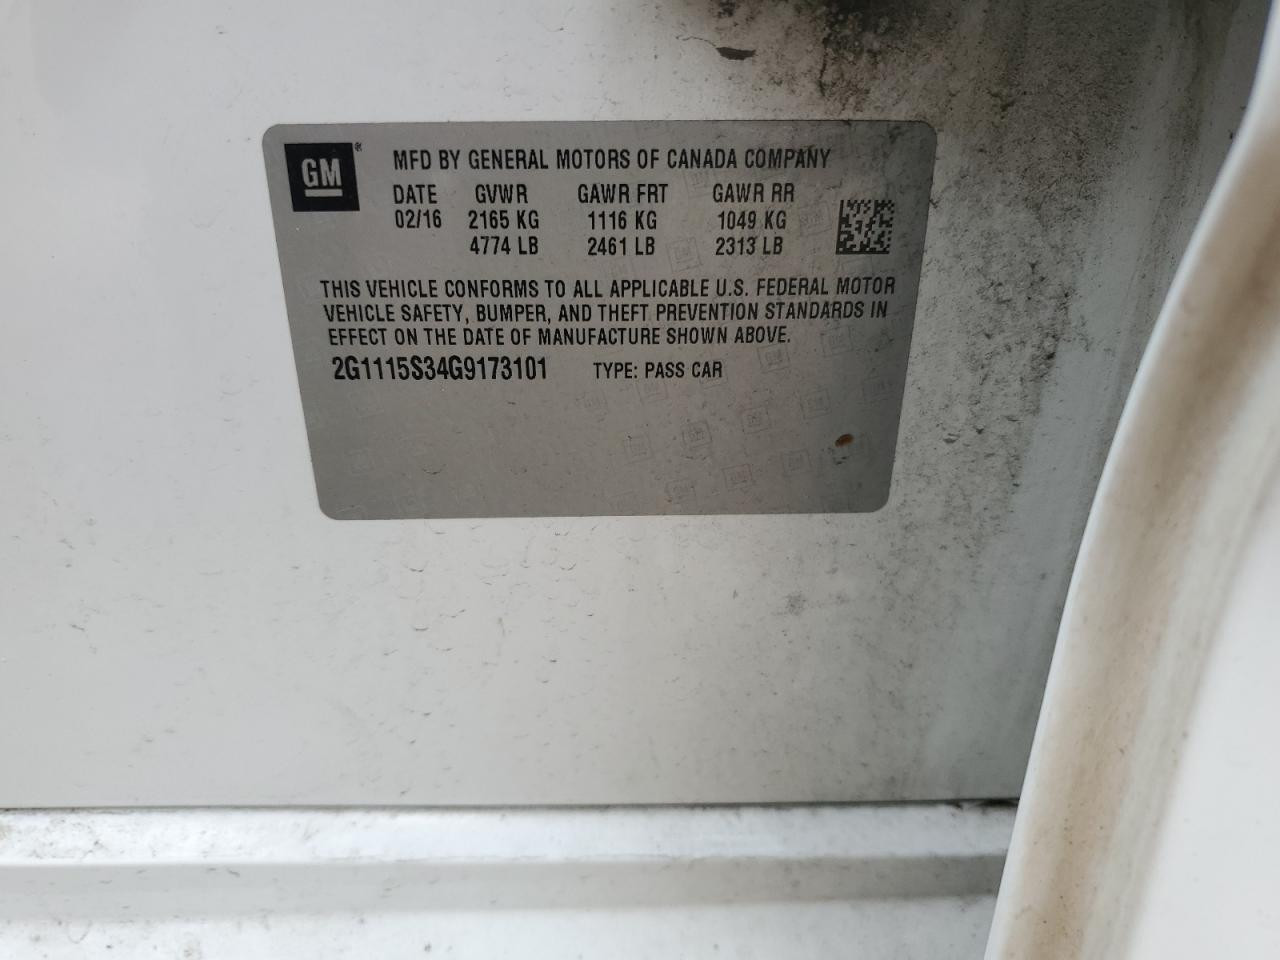 GM®
MFD BY GENERAL MOTORS OF CANADA COMPANY
DATE GVWR GAWR FRT GAWR RR
02/16 2165 KG 1116 KG 1049 KG
4774 LB 2461 LB 2313 LB
THIS VEHICLE CONFORMS TO ALL APPLICABLE U.S. FEDERAL MOTOR
VEHICLE SAFETY, BUMPER, AND THEFT PREVENTION STANDARDS IN
EFFECT ON THE DATE OF MANUFACTURE SHOWN ABOVE.
2G1115S34G9173101 TYPE: PASS CAR